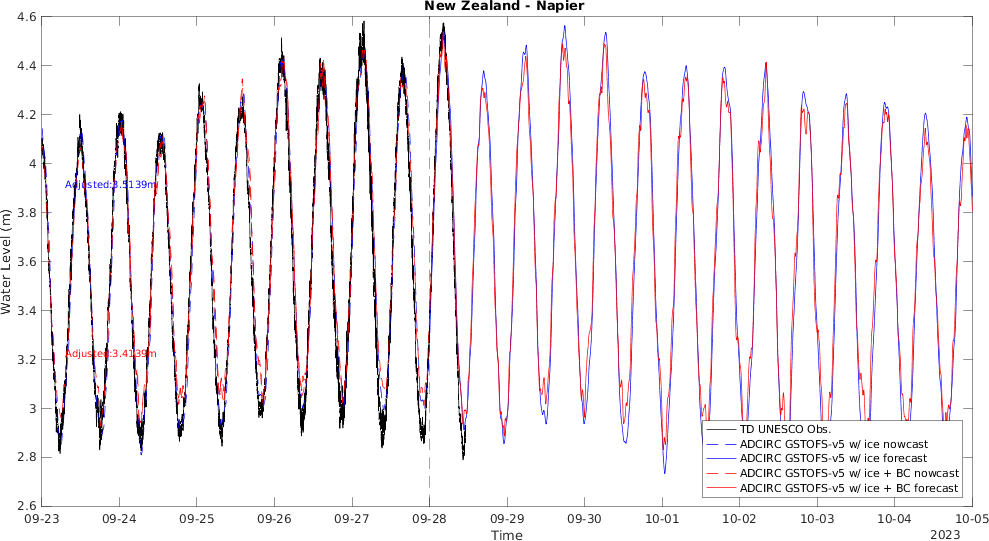 New Zealand - Napier
4.6
4.4
4.2
4
3.8
3.6
3.4
3.2
3
2.8
2.6
Water Level (m)
Adjusted:3.5139m
Adjusted:3.4139m
TD UNESCO Obs.
ADCIRC GSTOFS-v5 w/ ice nowcast
ADCIRC GSTOFS-v5 w/ ice forecast
ADCIRC GSTOFS-v5 w/ ice + BC nowcast
ADCIRC GSTOFS-v5 w/ ice + BC forecast
09-23 09-24 09-25 09-26 09-27 09-28 09-29 09-30 10-01 10-02 10-03 10-04 10-05
Time
2023